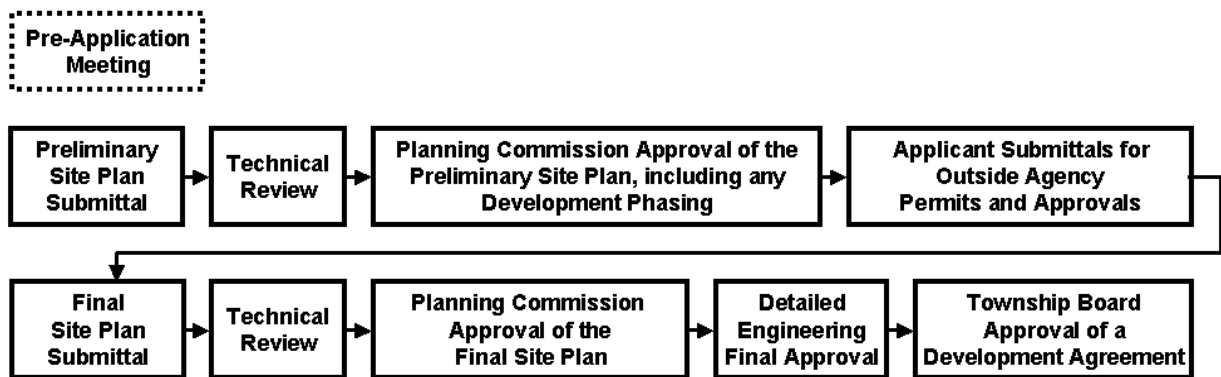 Pre-Application
Meeting
Preliminary
Site Plan
Submittal
Technical
Review
Planning Commission Approval of the
Preliminary Site Plan, including any
Development Phasing
Applicant Submittals for
Outside Agency
Permits and Approvals
Final
Site Plan
Submittal
Technical
Review
Planning Commission
Approval of the
Final Site Plan
Detailed
Engineering
Final Approval
Township Board
Approval of a
Development Agreement